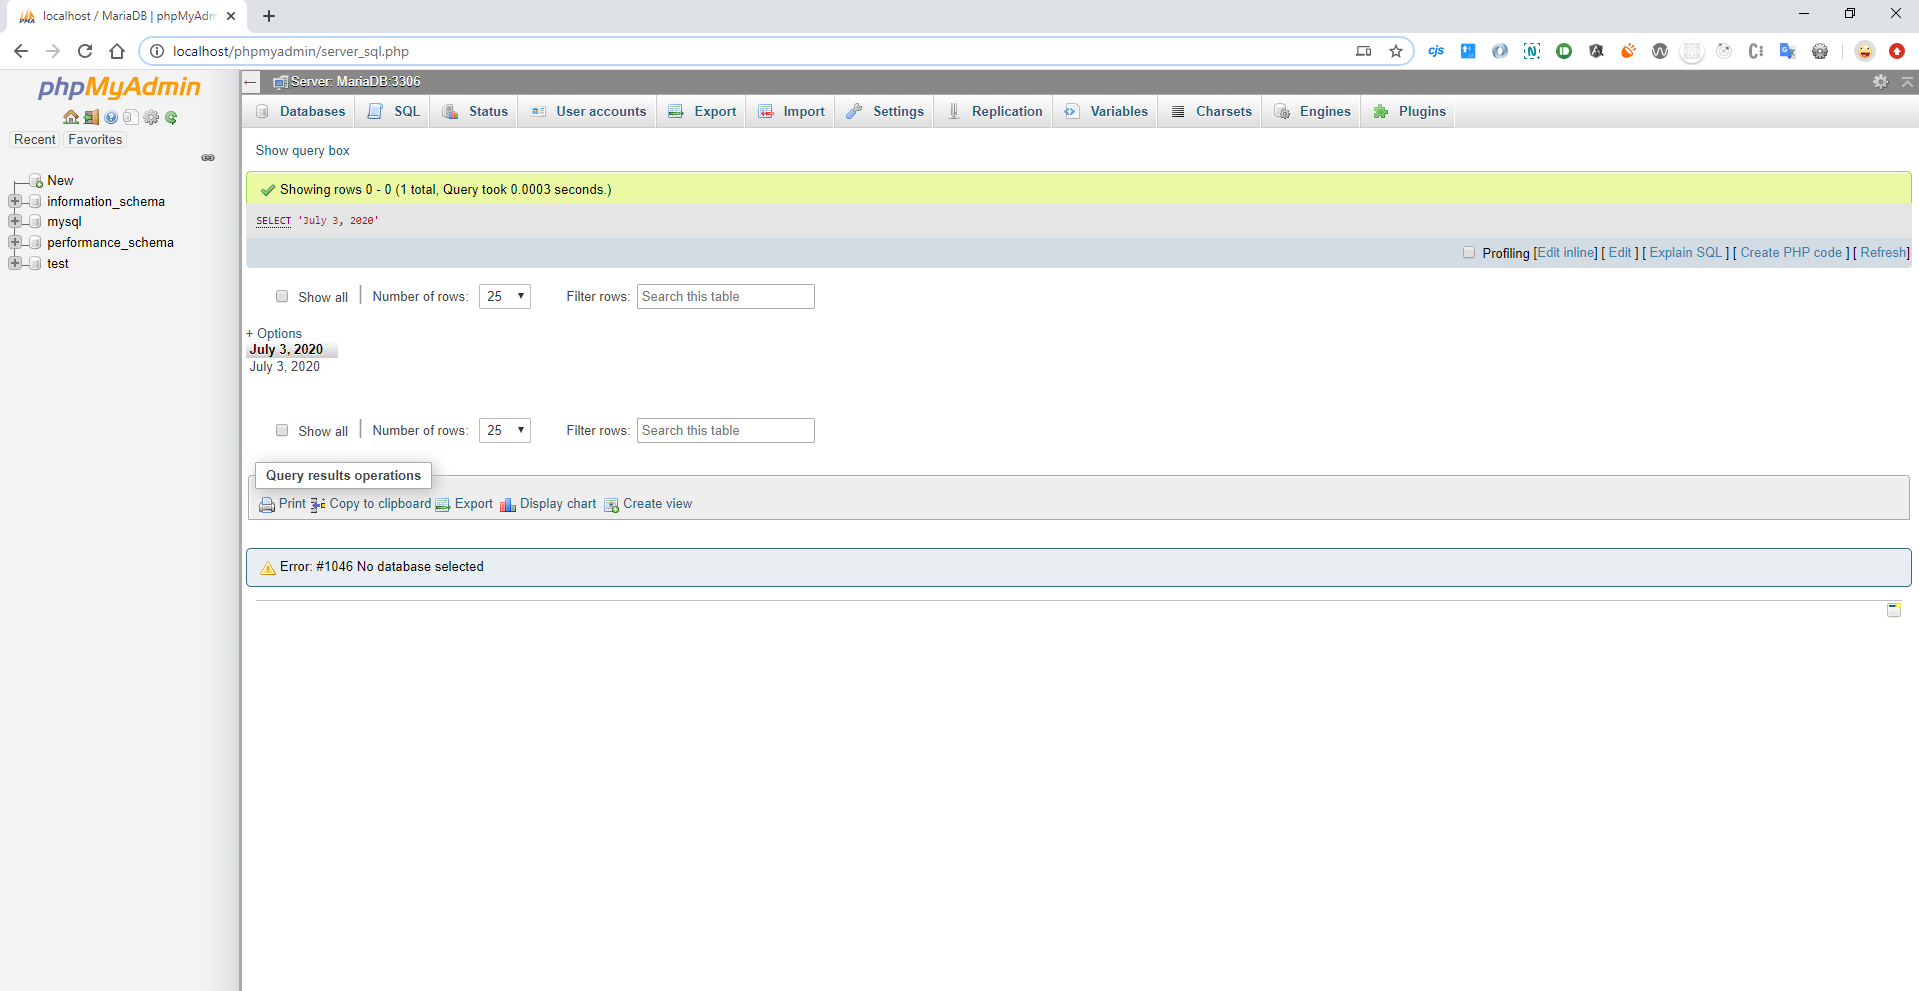 localhost / MariaDB | phpMyAdm
localhost/phpmyadmin/server_sql.php
cjs
phpMyAdmin
Server: MariaDB:3306
Recent Favorites
New
information_schema
mysql
performance_schema
test
Databases SQL Status User accounts Export Import Settings Replication Variables Charsets Engines Plugins
Show query box
Showing rows 0 - 0 (1 total, Query took 0.0003 seconds.)
SELECT 'July 3, 2020'
Profiling [Edit inline] [ Edit ] [ Explain SQL ] [ Create PHP code ] [ Refresh]
Show all | Number of rows: 25 Filter rows: Search this table
+ Options
July 3, 2020
July 3, 2020
Show all | Number of rows: 25 Filter rows: Search this table
Query results operations
Print Copy to clipboard Export Display chart Create view
Error: #1046 No database selected